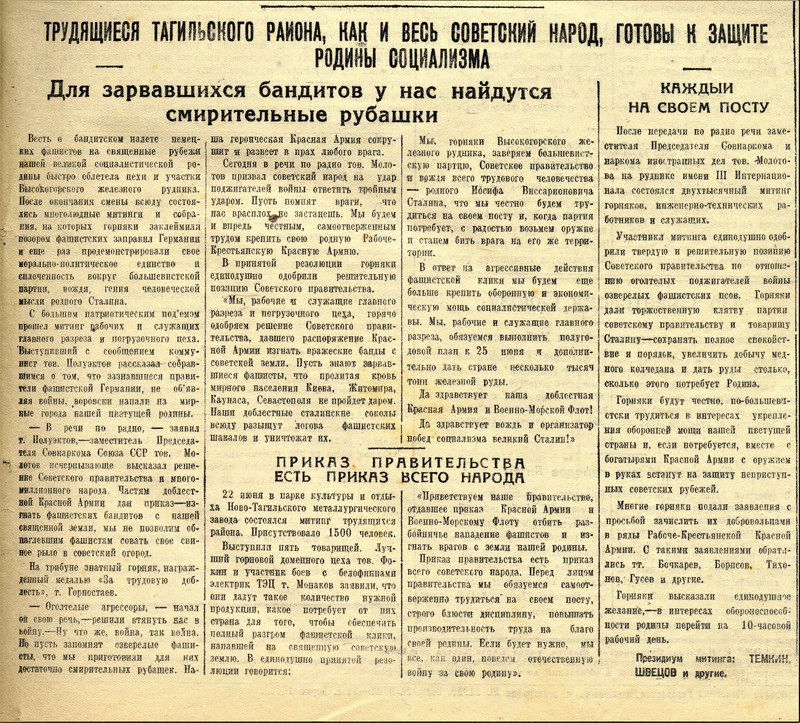 ТРУДЯЩИЕСЯ ТАГИЛЬСКОГО РАЙОНА, КАК И ВЕСЬ СОВЕТСКИЙ НАРОД, ГОТОВЫ К ЗАЩИТЕ
РОДИНЫ СОЦИАЛИЗМА
Для зарвавшихся бандитов у нас найдутся
смирительные рубашки
Весть о бандитском налете немец-
ких фашистов на священные рубежи
нашей великой социалистической ро-
дины быстро облетела цехи и участки
Высокогорского железного рудника.
После окончания смены всюду состоя-
лись многолюдные митинги и собра-
ния, на которых горняки заклеймили
позором фашистских заправил Германии
и еще раз продемонстрировали свое
морально-политическое единство и
сплоченность вокруг большевистской
партии, вождя, гения человеческой
мысли родного Сталина.
С большим патриотическим под'емом
прошел митинг рабочих и служащих
главного разреза и погрузочного цеха.
Выступивший с сообщением комму-
нист тов. Полуэктов рассказал собрав-
шимся о том, что зазнавшиеся прави-
тели фашистской Германии, не об'яв-
ляя войны, воровски напали на мир-
ные города нашей цветущей родины.
— В речи по радио, — заявил
т. Полуэктов,—заместитель Председа-
теля Совнаркома Союза ССР тов. Мо-
лотов исчерпывающе высказал реше-
ние Советского правительства и много-
миллионного народа. Частям доблест-
ной Красной Армии дан приказ—из-
гнать фашистских бандитов с нашей
священной земли, мы не позволим об-
наглевшим фашистам совать свое сви-
ное рыло в советский огород.
На трибуне знатный горняк, награж-
денный медалью «За трудовую доб-
лесть», т. Горностаев.
— Оголтелые агрессоры, — начал
он свою речь,—решили втянуть нас в
войну.—Ну что же, война, так война.
Но пусть запомнят озверелые фаши-
сты, что мы приготовили для них
достаточно смирительных рубашек. На-
ша героическая Красная Армия сокру-
шит и развеет в прах любого врага.
Сегодня в речи по радио тов. Моло-
тов призвал советский народ на удар
поджигателей войны ответить тройным
ударом. Пусть помнят враги, что
нас врасплох не застанешь. Мы будем
и впредь честным, самоотверженным
трудом крепить свою родную Рабоче-
Крестьянскую Красную Армию.
В принятой резолюции горняки
единодушно одобрили решительную
позицию Советского правительства.
«Мы, рабочие и служащие главного
разреза и погрузочного цеха, горячо
одобряем решение Советского прави-
тельства, давшего распоряжение Крас-
ной Армии изгнать вражеские банды с
советской земли. Пусть знают зарвав-
шиеся фашисты, что пролитая кровь
мирного населения Киева, Житомира,
Каунаса, Севастополя не пройдет даром.
Наши доблестные сталинские соколы
всюду разыщут логова фашистских
шакалов и уничтожат их.
Мы, горняки Высокогорского же-
лезного рудника, заверяем большевист-
скую партию, Советское правительство
и вождя всего трудового человечества
— родного Иосифа Виссарионовича
Сталина, что мы честно будем тру-
диться на своем посту и, когда партия
потребует, с радостью возьмем оружие
и станем бить врага на его же терри-
тории.
В ответ на агрессивные действия
фашистской клики мы будем еще
больше крепить оборонную и экономиче-
скую мощь социалистической держа-
вы. Мы, рабочие и служащие главного
разреза, обязуемся выполнить полуго-
довой план к 25 июня и дополни-
тельно дать стране несколько тысяч
тонн железной руды.
Да здравствует наша доблестная
Красная Армия и Военно-Морской Флот!
Да здравствует вождь и организатор
побед социализма великий Сталин!»
ПРИКАЗ ПРАВИТЕЛЬСТВА
ЕСТЬ ПРИКАЗ ВСЕГО НАРОДА
22 июня в парке культуры и отды-
ха Ново-Тагильского металлургического
завода состоялся митинг трудящихся
района. Присутствовало 1500 человек.
Выступили пять товарищей. Луч-
ший горновой доменного цеха тов. Фо-
кин и участник боев с белофиннами
электрик ТЭЦ т. Монаков заявили, что
они дадут такое количество нужной
продукции, какое потребует от них
страна для того, чтобы обеспечить
полный разгром фашистской клики,
напавшей на священную советскую
землю. В единодушно принятой резо-
люции говорится:
«Приветствуем наше Правительство,
отдавшее приказ Красной Армии и
Военно-Морскому Флоту отбить раз-
бойничье нападение фашистов и из-
гнать врагов с земли нашей родины.
Приказ правительства есть приказ
всего советского народа. Перед лицом
правительства мы обязуемся самоот-
верженно трудиться на своем посту,
строго блюсти дисциплину, повышать
производительность труда на благо
своей родины. Если будет нужно, мы
все, как один, поведем отечественную
войну за свою родину».
КАЖДЫЙ
НА СВОЕМ ПОСТУ
После передачи по радио речи заме-
стителя Председателя Совнаркома и
наркома иностранных дел тов. Молото-
ва на руднике имени III Интернацио-
нала состоялся двухтысячный митинг
горняков, инженерно-технических ра-
ботников и служащих.
Участники митинга единодушно одоб-
рили твердую и решительную позицию
Советского правительства по отноше-
нию оголтелых поджигателей войны
озверелых фашистских псов. Горняки
дали торжественную клятву партии
советскому правительству и товарищу
Сталину—сохранять полное спокойст-
вие и порядок, увеличить добычу мед-
ного колчедана и дать руды столько,
сколько этого потребует Родина.
Горняки будут честно, по-большеви-
стски трудиться в интересах укрепле-
ния оборонной мощи нашей цветущей
страны и, если потребуется, вместе с
богатырями Красной Армии с оружием
в руках встанут на защиту неприступ-
ных советских рубежей.
Многие горняки подали заявления с
просьбой зачислить их добровольцами
в ряды Рабоче-Крестьянской Красной
Армии. С такими заявлениями обрати-
лись тт. Бочкарев, Борисов, Тихо-
нов, Гусев и другие.
Горняки высказали единодушное
желание,—в интересах обороноспособ-
ности родины перейти на 10-часовой
рабочий день.
Президиум митинга: ТЕМКИН,
ШВЕЦОВ и другие.